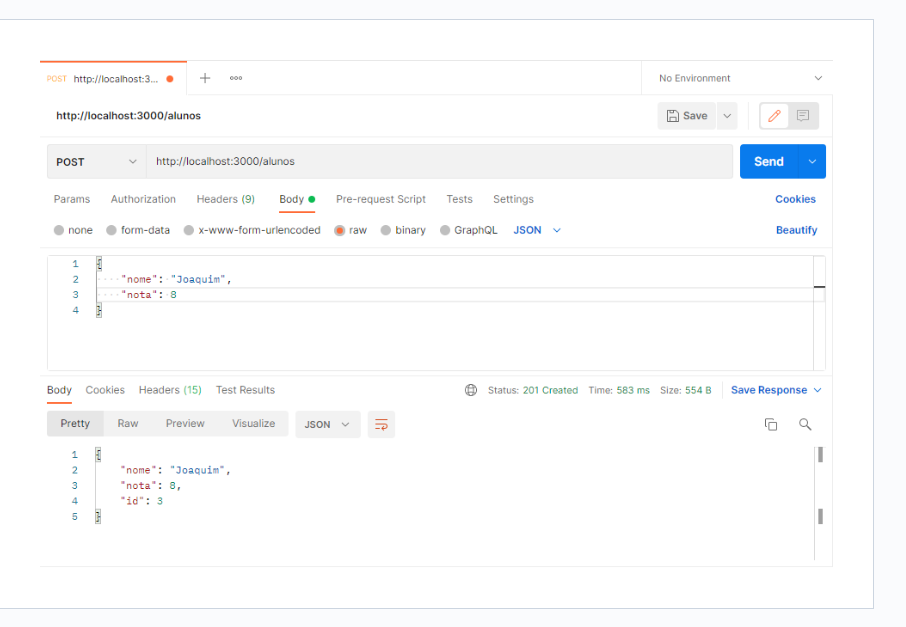 POST http://localhost:3... + ooo No Environment
http://localhost:3000/alunos Save
POST http://localhost:3000/alunos Send
Params Authorization Headers (9) Body Pre-request Script Tests Settings Cookies
none form-data x-www-form-urlencoded raw binary GraphQL JSON Beautify
1 {
2 ····"nome":·"Joaquim",
3 ····"nota":·8
4 }
Body Cookies Headers (15) Test Results Status: 201 Created Time: 583 ms Size: 554 B Save Response
Pretty Raw Preview Visualize JSON
1 {
2 "nome": "Joaquim",
3 "nota": 8,
4 "id": 3
5 }